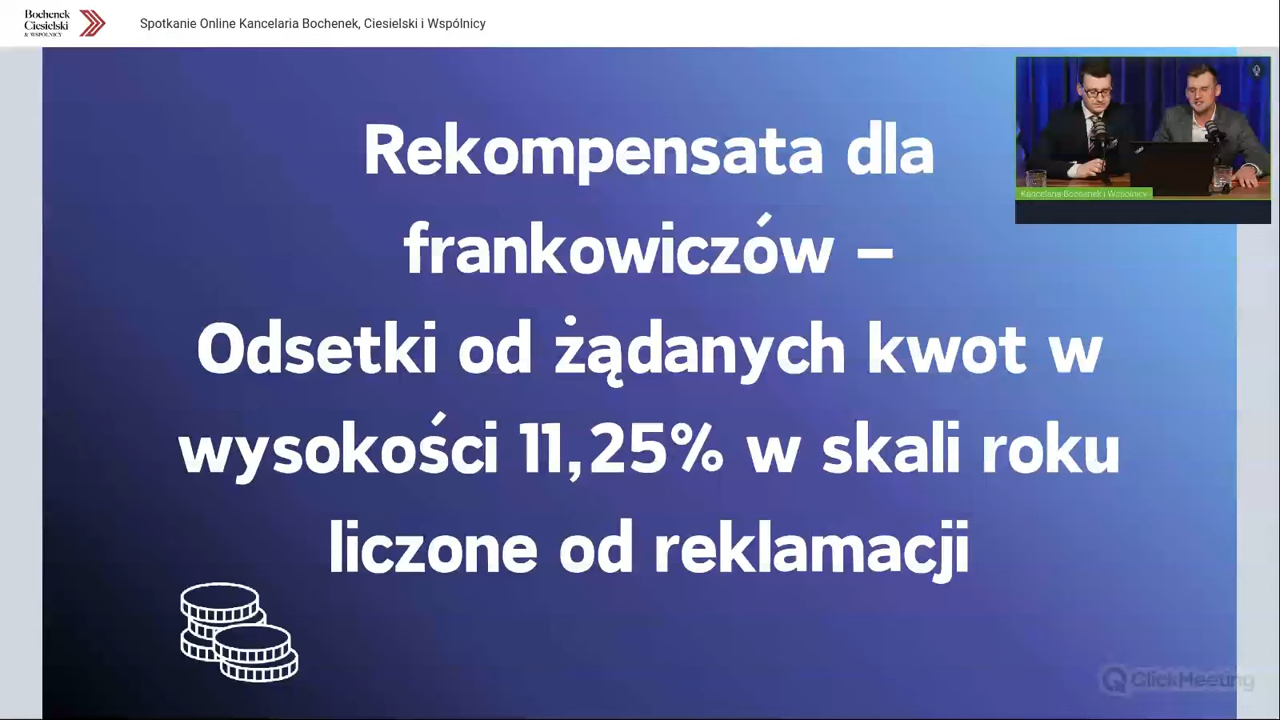 Bochenek
Ciesielski
& WSPÓLNICY
Spotkanie Online Kancelaria Bochenek, Ciesielski i Wspólnicy
Rekompensata dla
frankowiczów –
Odsetki od żądanych kwot w
wysokości 11,25% w skali roku
liczone od reklamacji
Kancelaria Bochenek i Wspólnicy
ClickMeeting